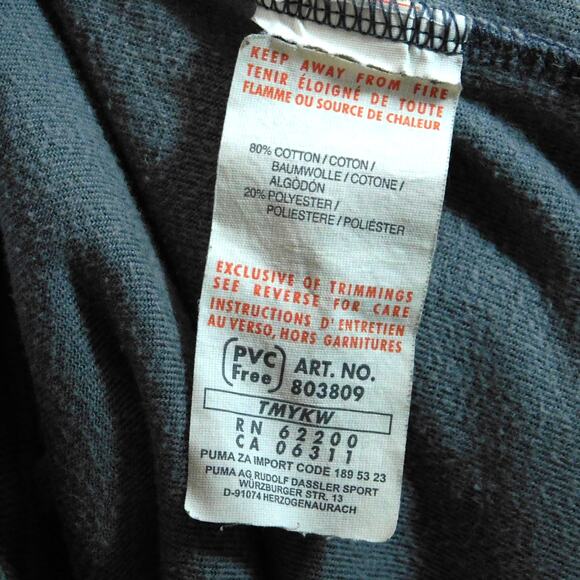 KEEP AWAY FROM FIRE
TENIR ÉLOIGNÉ DE TOUTE
FLAMME OU SOURCE DE CHALEUR
80% COTTON / COTON /
BAUMWOLLE / COTONE /
ALGÒDÓN
20% POLYESTER /
POLIESTERE / POLIÉSTER
EXCLUSIVE OF TRIMMINGS
SEE REVERSE FOR CARE
INSTRUCTIONS D'ENTRETIEN
AU VERSO, HORS GARNITURES
PVC Free
ART. NO.
803809
TMYKW
RN 62200
CA 06311
PUMA ZA IMPORT CODE 189 53 23
PUMA AG RUDOLF DASSLER SPORT
WÜRZBURGER STR. 13
D-91074 HERZOGENAURACH